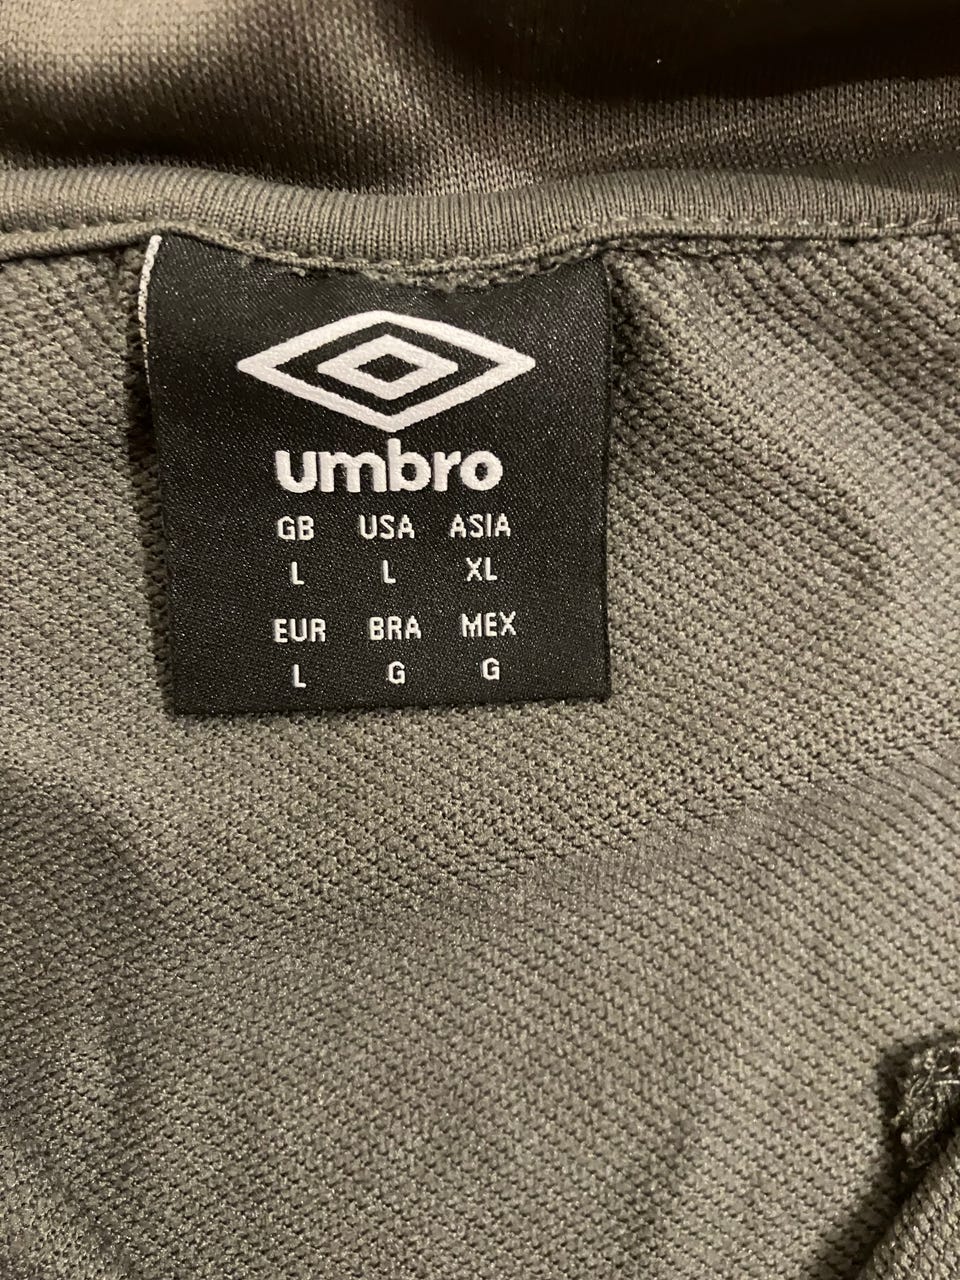 umbro
GB USA ASIA
L L XL
EUR BRA MEX
L G G